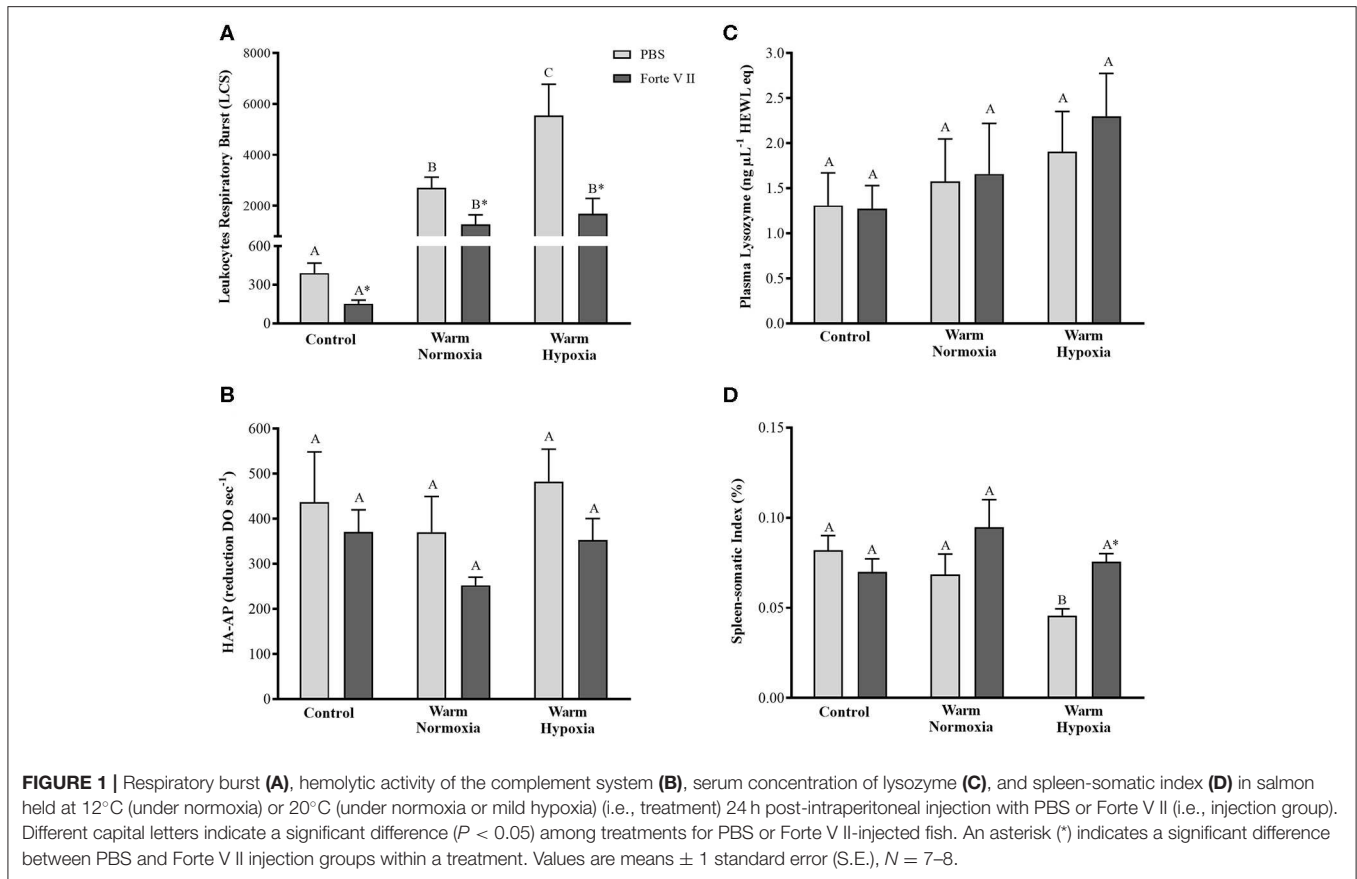 A
Leukocytes Respiratory Burst (LCS)
8000
6000
4000
2000
600
300
0
A
A*
B
B*
C
B*
PBS
Forte V II
Control
Warm
Normoxia
Warm
Hypoxia
C
Plasma Lysozyme (ng µL⁻¹ HEWL eq)
3.0
2.5
2.0
1.5
1.0
0.5
0.0
A
A
A
A
A
A
Control
Warm
Normoxia
Warm
Hypoxia
B
HA-AP (reduction DO sec⁻¹)
600
500
400
300
200
100
0
A
A
A
A
A
A
Control
Warm
Normoxia
Warm
Hypoxia
D
Spleen-somatic Index (%)
0.15
0.10
0.05
0.00
A
A
A
A
B
A*
Control
Warm
Normoxia
Warm
Hypoxia
FIGURE 1 | Respiratory burst (A), hemolytic activity of the complement system (B), serum concentration of lysozyme (C), and spleen-somatic index (D) in salmon
held at 12°C (under normoxia) or 20°C (under normoxia or mild hypoxia) (i.e., treatment) 24 h post-intraperitoneal injection with PBS or Forte V II (i.e., injection group).
Different capital letters indicate a significant difference (P < 0.05) among treatments for PBS or Forte V II-injected fish. An asterisk (*) indicates a significant difference
between PBS and Forte V II injection groups within a treatment. Values are means ± 1 standard error (S.E.), N = 7–8.